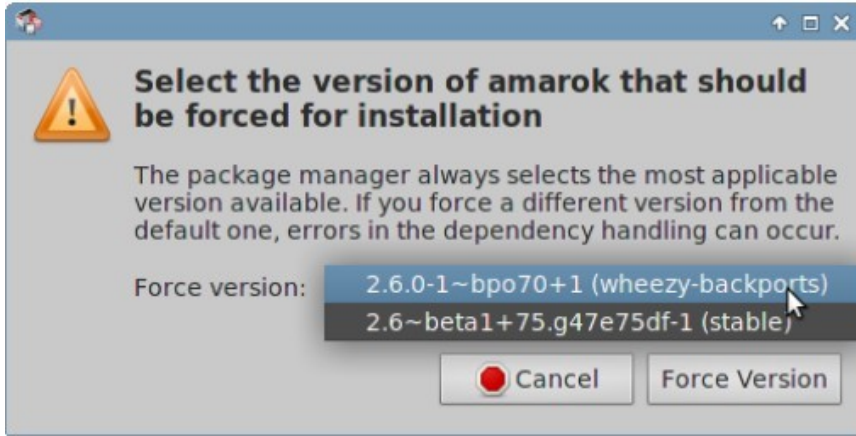 Select the version of amarok that should
be forced for installation
The package manager always selects the most applicable
version available. If you force a different version from the
default one, errors in the dependency handling can occur.
Force version: 2.6.0-1~bpo70+1 (wheezy-backports)
2.6~beta1+75.g47e75df-1 (stable)
Cancel Force Version